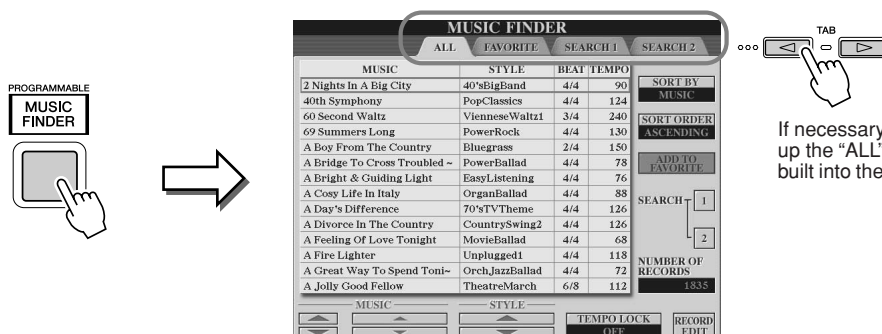 PROGRAMMABLE
MUSIC
FINDER
MUSIC FINDER
ALL FAVORITE SEARCH 1 SEARCH 2
MUSIC STYLE BEAT TEMPO
2 Nights In A Big City 40'sBigBand 4/4 90
40th Symphony PopClassics 4/4 124
60 Second Waltz VienneseWaltz1 3/4 240
69 Summers Long PowerRock 4/4 130
A Boy From The Country Bluegrass 2/4 150
A Bridge To Cross Troubled ~ PowerBallad 4/4 78
A Bright & Guiding Light EasyListening 4/4 76
A Cosy Life In Italy OrganBallad 4/4 88
A Day's Difference 70'sTVTheme 4/4 126
A Divorce In The Country CountrySwing2 4/4 126
A Feeling Of Love Tonight MovieBallad 4/4 68
A Fire Lighter Unplugged1 4/4 118
A Great Way To Spend Toni~ OrchJazzBallad 4/4 72
A Jolly Good Fellow TheatreMarch 6/8 112
SORT BY
MUSIC
SORT ORDER
ASCENDING
ADD TO
FAVORITE
SEARCH 1
2
NUMBER OF
RECORDS
1835
MUSIC STYLE
TEMPO LOCK
OFF
RECORD
EDIT
TAB
If necessary
up the “ALL”
built into the